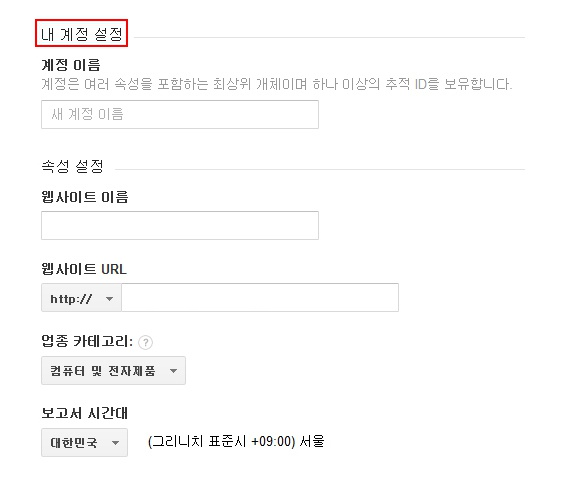 내 계정 설정
계정 이름
계정은 여러 속성을 포함하는 최상위 개체이며 하나 이상의 추적 ID를 보유합니다.
새 계정 이름
속성 설정
웹사이트 이름
웹사이트 URL
http://
업종 카테고리: ?
컴퓨터 및 전자제품
보고서 시간대
대한민국 (그리니치 표준시 +09:00) 서울